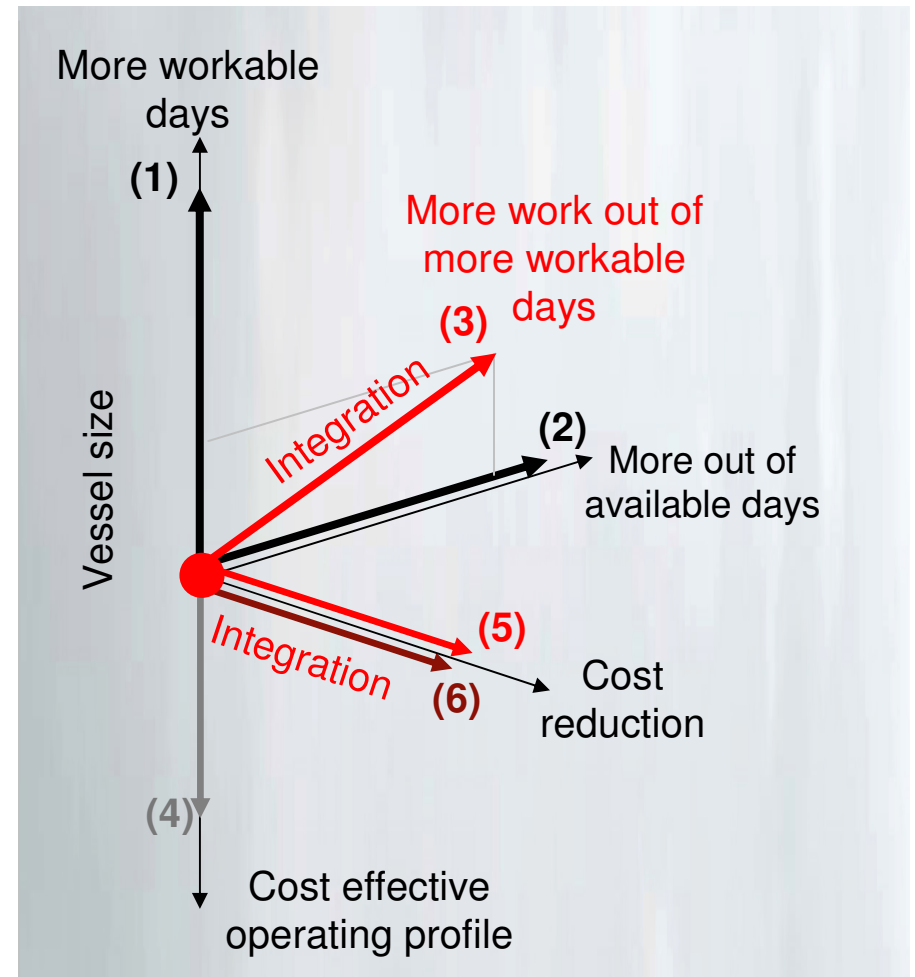 More workable
days
(1)
More work out of
more workable
days
(3)
Integration
Vessel size
(2)
More out of
available days
Integration
(5)
(6)
Cost
reduction
(4)
Cost effective
operating profile